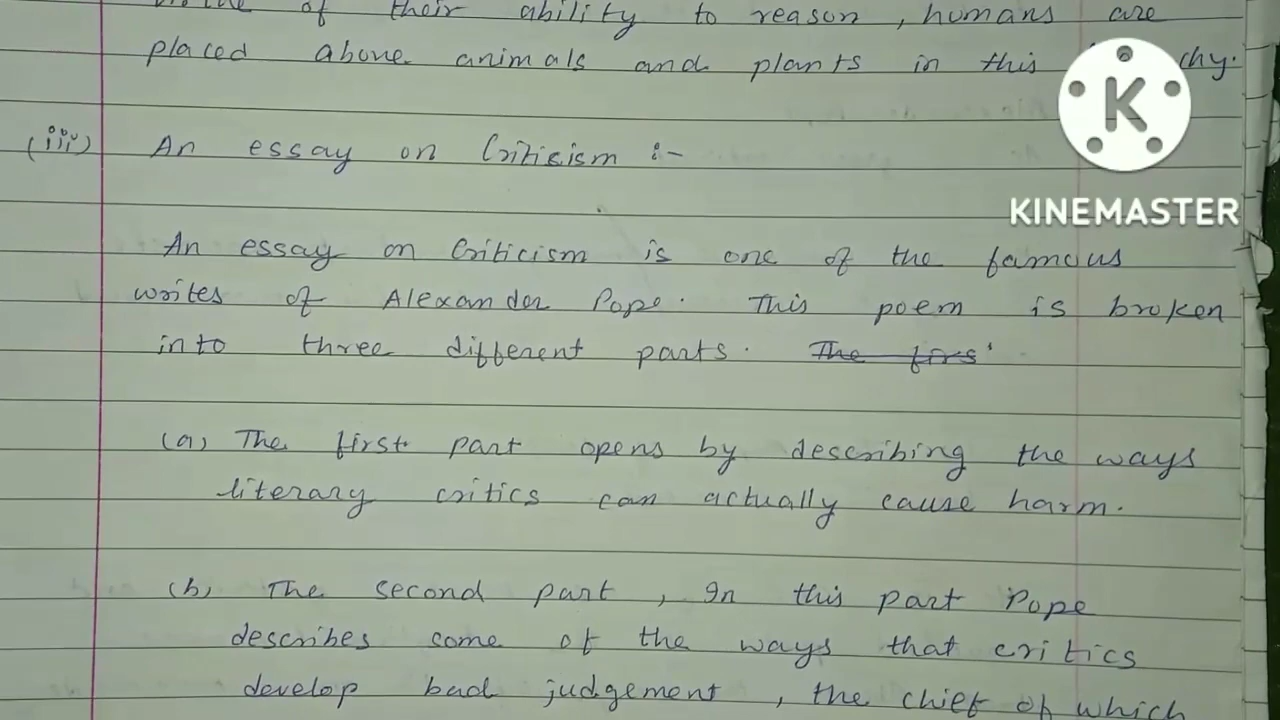 of their ability to reason, humans are
placed above animals and plants in this chy.
(iii) An essay on Criticism :-
An essay on Criticism is one of the famous
writes of Alexander Pope. This poem is broken
into three different parts. The firs
(a) The first part opens by describing the ways
literary critics can actually cause harm.
(b) The second part, In this part Pope
describes some of the ways that critics
develop bad judgement, the chief of which
K
KINEMASTER